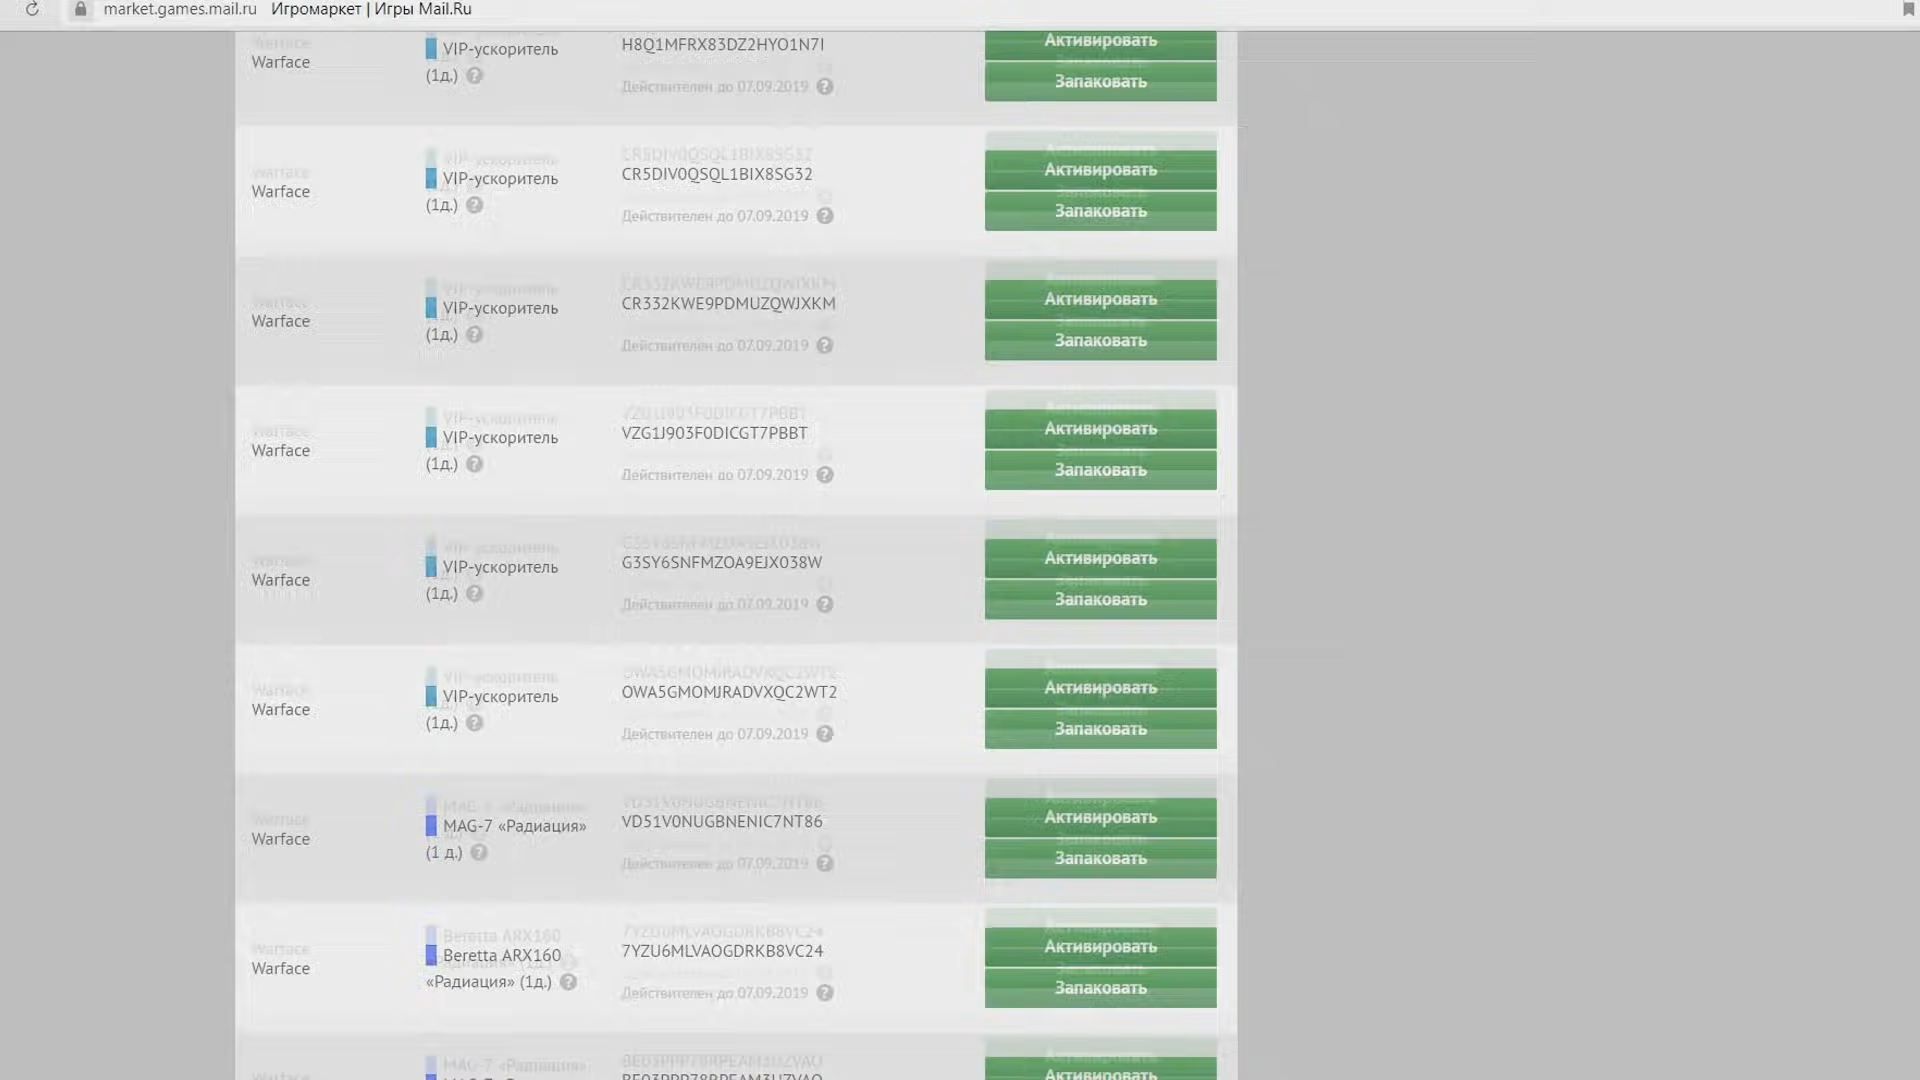 market.games.mail.ru Игромаркет | Игры Mail.Ru
Warface
VIP-ускоритель
(1д.)
H8Q1MFRX83DZ2HYO1N7I
Действителен до 07.09.2019
Активировать
Запаковать
Warface
VIP-ускоритель
(1д.)
CR5DIV0QSQL1BIX8SG32
Действителен до 07.09.2019
Активировать
Запаковать
Warface
VIP-ускоритель
(1д.)
CR332KWE9PDMUZQWJXKM
Действителен до 07.09.2019
Активировать
Запаковать
Warface
VIP-ускоритель
(1д.)
VZG1J903F0DICGT7PBBT
Действителен до 07.09.2019
Активировать
Запаковать
Warface
VIP-ускоритель
(1д.)
G3SY6SNFMZOA9EJX038W
Действителен до 07.09.2019
Активировать
Запаковать
Warface
VIP-ускоритель
(1д.)
OWA5GMOMJRADVXQC2WT2
Действителен до 07.09.2019
Активировать
Запаковать
Warface
MAG-7 «Радиация»
(1 д.)
VD51V0NUGBNENIC7NT86
Действителен до 07.09.2019
Активировать
Запаковать
Warface
Beretta ARX160
«Радиация» (1д.)
7YZU6MLVAOGDRKB8VC24
Действителен до 07.09.2019
Активировать
Запаковать
MAG-7 «Радиация»
Активировать